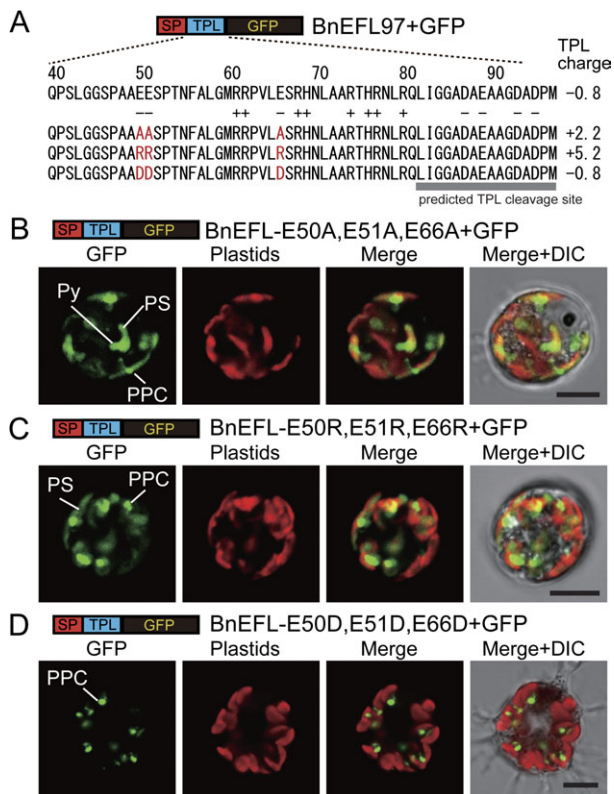 A
SP TPL GFP BnEFL97+GFP
TPL charge
40 50 60 70 80 90
QPSLGGSPAAEESPTNFALGMRRPVLESRHNLAARTHRNLRQLIGGADAEAAGDADPM -0.8
−− ++ − ++ + ++ + − − − −
QPSLGGSPAAAASPTNFALGMRRPVLASRHNLAARTHRNLRQLIGGADAEAAGDADPM +2.2
QPSLGGSPAARRSPTNFALGMRRPVLRSRHNLAARTHRNLRQLIGGADAEAAGDADPM +5.2
QPSLGGSPAADDSPTNFALGMRRPVLDSRHNLAARTHRNLRQLIGGADAEAAGDADPM -0.8
predicted TPL cleavage site
B SP TPL GFP BnEFL-E50A,E51A,E66A+GFP
GFP Plastids Merge Merge+DIC
Py PS
PPC
C SP TPL GFP BnEFL-E50R,E51R,E66R+GFP
GFP Plastids Merge Merge+DIC
PS PPC
D SP TPL GFP BnEFL-E50D,E51D,E66D+GFP
GFP Plastids Merge Merge+DIC
PPC